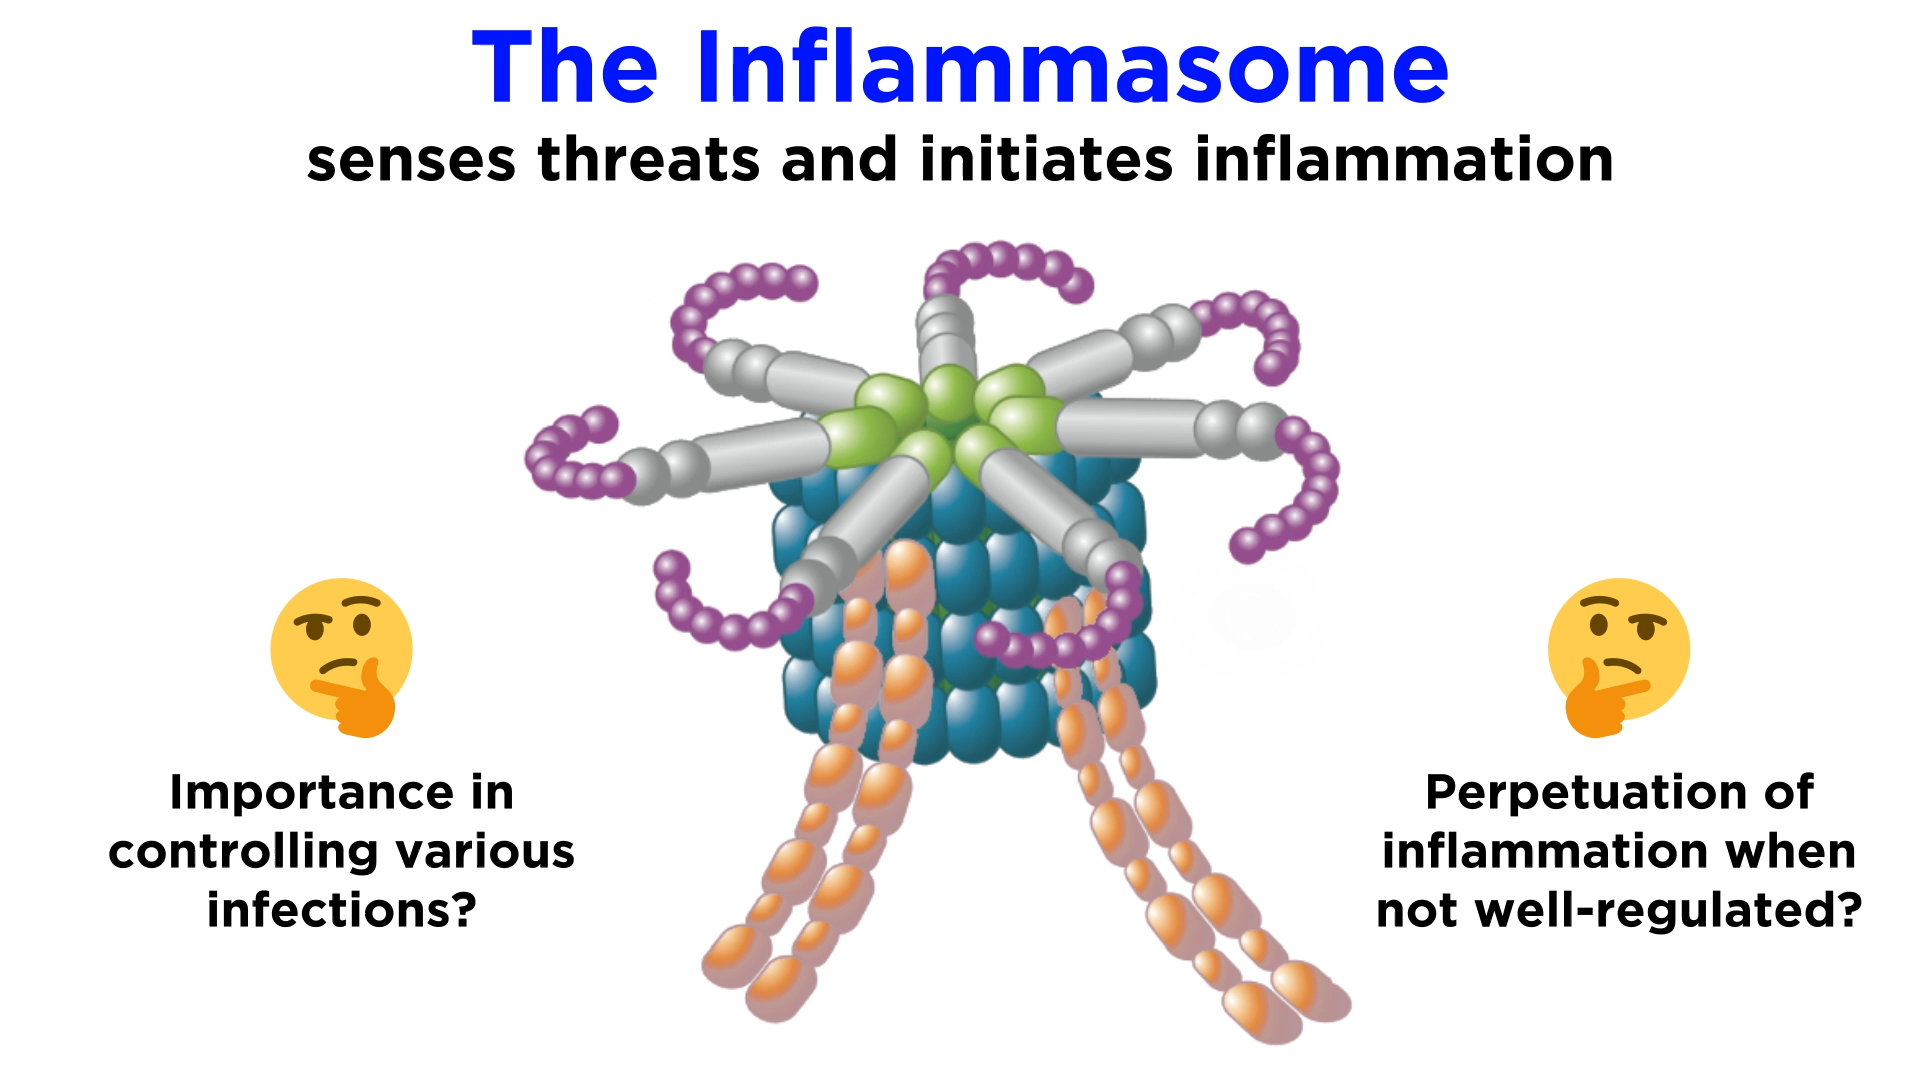 The Inflammasome
senses threats and initiates inflammation
Importance in
controlling various
infections?
Perpetuation of
inflammation when
not well-regulated?